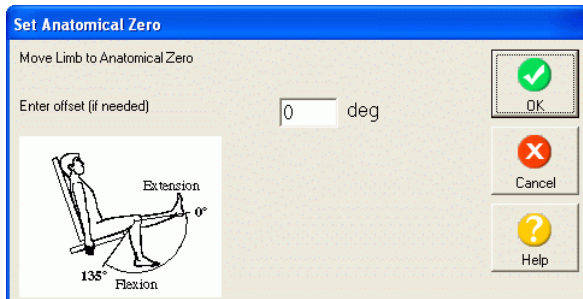 Set Anatomical Zero
Move Limb to Anatomical Zero
Enter offset (if needed)
0 deg
OK
Cancel
Help
Extension
0°
135°
Flexion